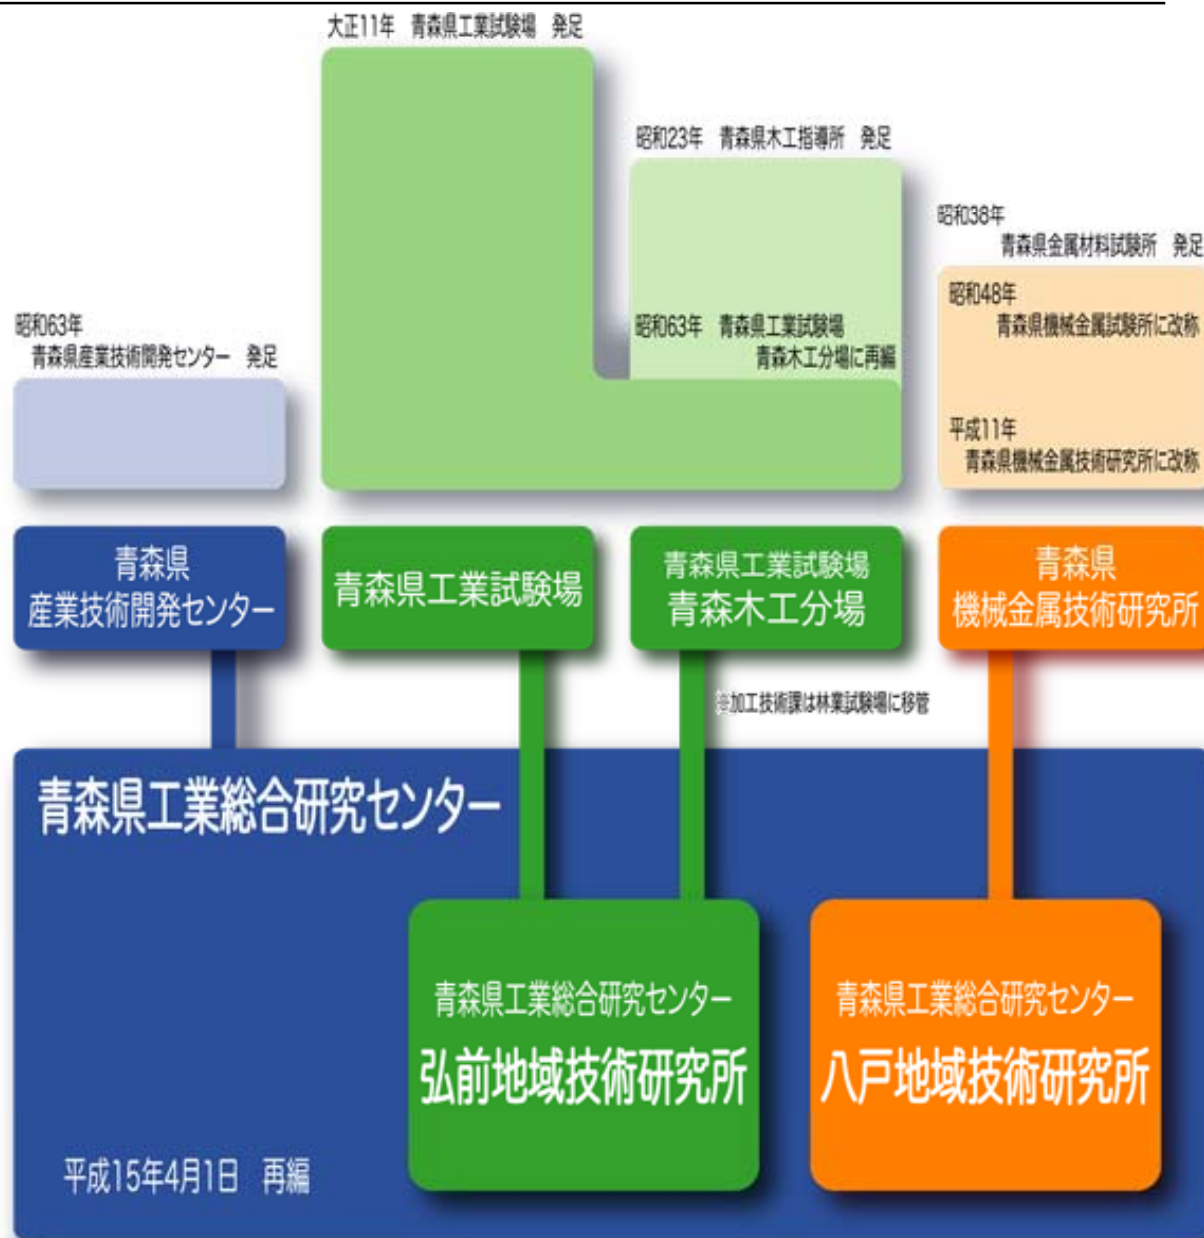 大正11年 青森県工業試験場 発足
昭和23年 青森県木工指導所 発足
昭和38年
青森県金属材料試験所 発足
昭和48年
青森県機械金属試験所に改称
昭和63年
青森県産業技術開発センター 発足
昭和63年 青森県工業試験場
青森木工分場に再編
平成11年
青森県機械金属技術研究所に改称
青森県
産業技術開発センター
青森県工業試験場
青森県工業試験場
青森木工分場
青森県
機械金属技術研究所
※加工技術課は林業試験場に移管
青森県工業総合研究センター
青森県工業総合研究センター
弘前地域技術研究所
青森県工業総合研究センター
八戸地域技術研究所
平成15年4月1日 再編